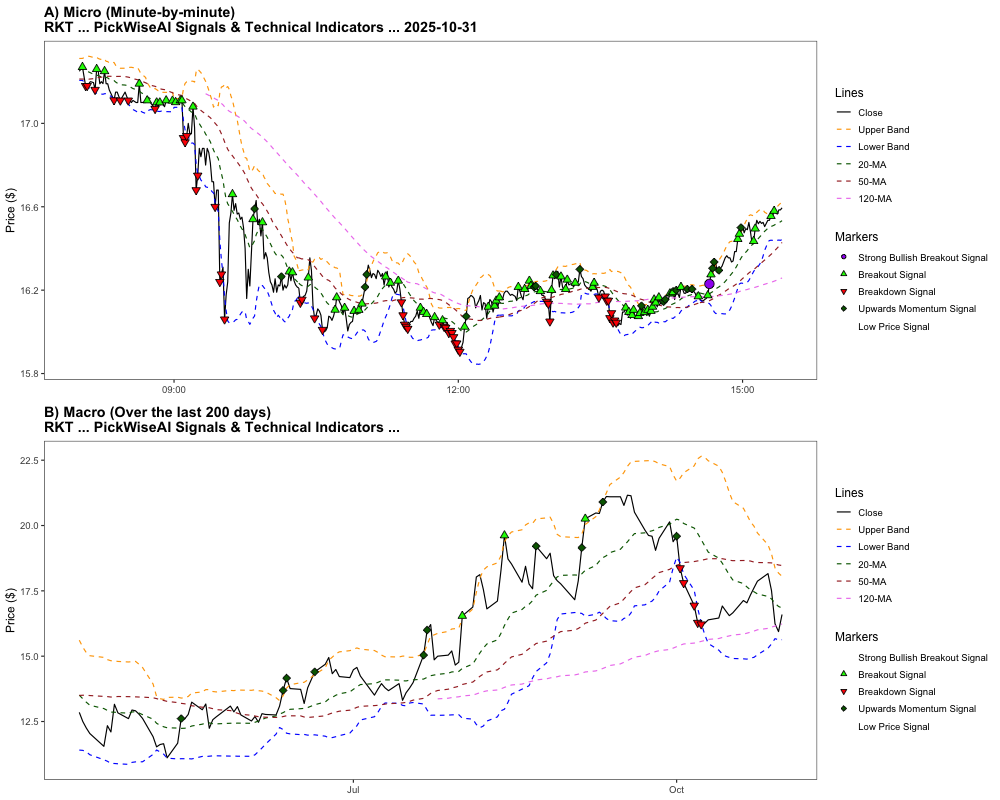 A) Micro (Minute-by-minute)
RKT ... PickWiseAI Signals & Technical Indicators ... 2025-10-31
Price ($)
17.0
16.6
16.2
15.8
09:00
12:00
15:00
Lines
Close
Upper Band
Lower Band
20-MA
50-MA
120-MA
Markers
Strong Bullish Breakout Signal
Breakout Signal
Breakdown Signal
Upwards Momentum Signal
Low Price Signal
B) Macro (Over the last 200 days)
RKT ... PickWiseAI Signals & Technical Indicators ...
Price ($)
22.5
20.0
17.5
15.0
12.5
Jul
Oct
Lines
Close
Upper Band
Lower Band
20-MA
50-MA
120-MA
Markers
Strong Bullish Breakout Signal
Breakout Signal
Breakdown Signal
Upwards Momentum Signal
Low Price Signal